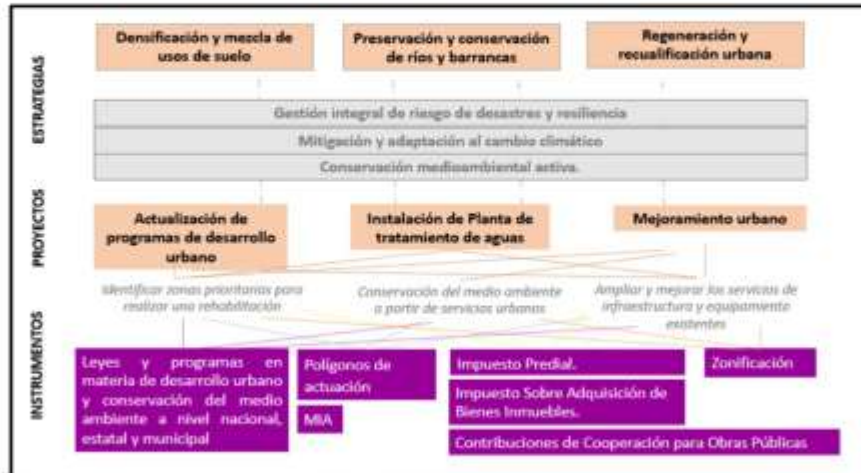 ESTRATEGIAS
Densificación y mezcla de
usos de suelo
Preservación y conservación
de ríos y barrancas
Regeneración y
recualificación urbana
Gestión integral de riesgo de desastres y resiliencia
Mitigación y adaptación al cambio climático
Conservación medioambiental activa.
PROYECTOS
Actualización de
programas de desarrollo
urbano
Instalación de Planta de
tratamiento de aguas
Mejoramiento urbano
Identificar zonas prioritarias para
realizar una rehabilitación
Conservación del medio ambiente
a partir de servicios urbanos
Ampliar y mejorar los servicios de
infraestructura y equipamiento
existentes
INSTRUMENTOS
Leyes y programas en
materia de desarrollo urbano
y conservación del medio
ambiente a nivel nacional,
estatal y municipal
Polígonos de
actuación
MIA
Impuesto Predial.
Impuesto Sobre Adquisición de
Bienes Inmuebles.
Contribuciones de Cooperación para Obras Públicas
Zonificación